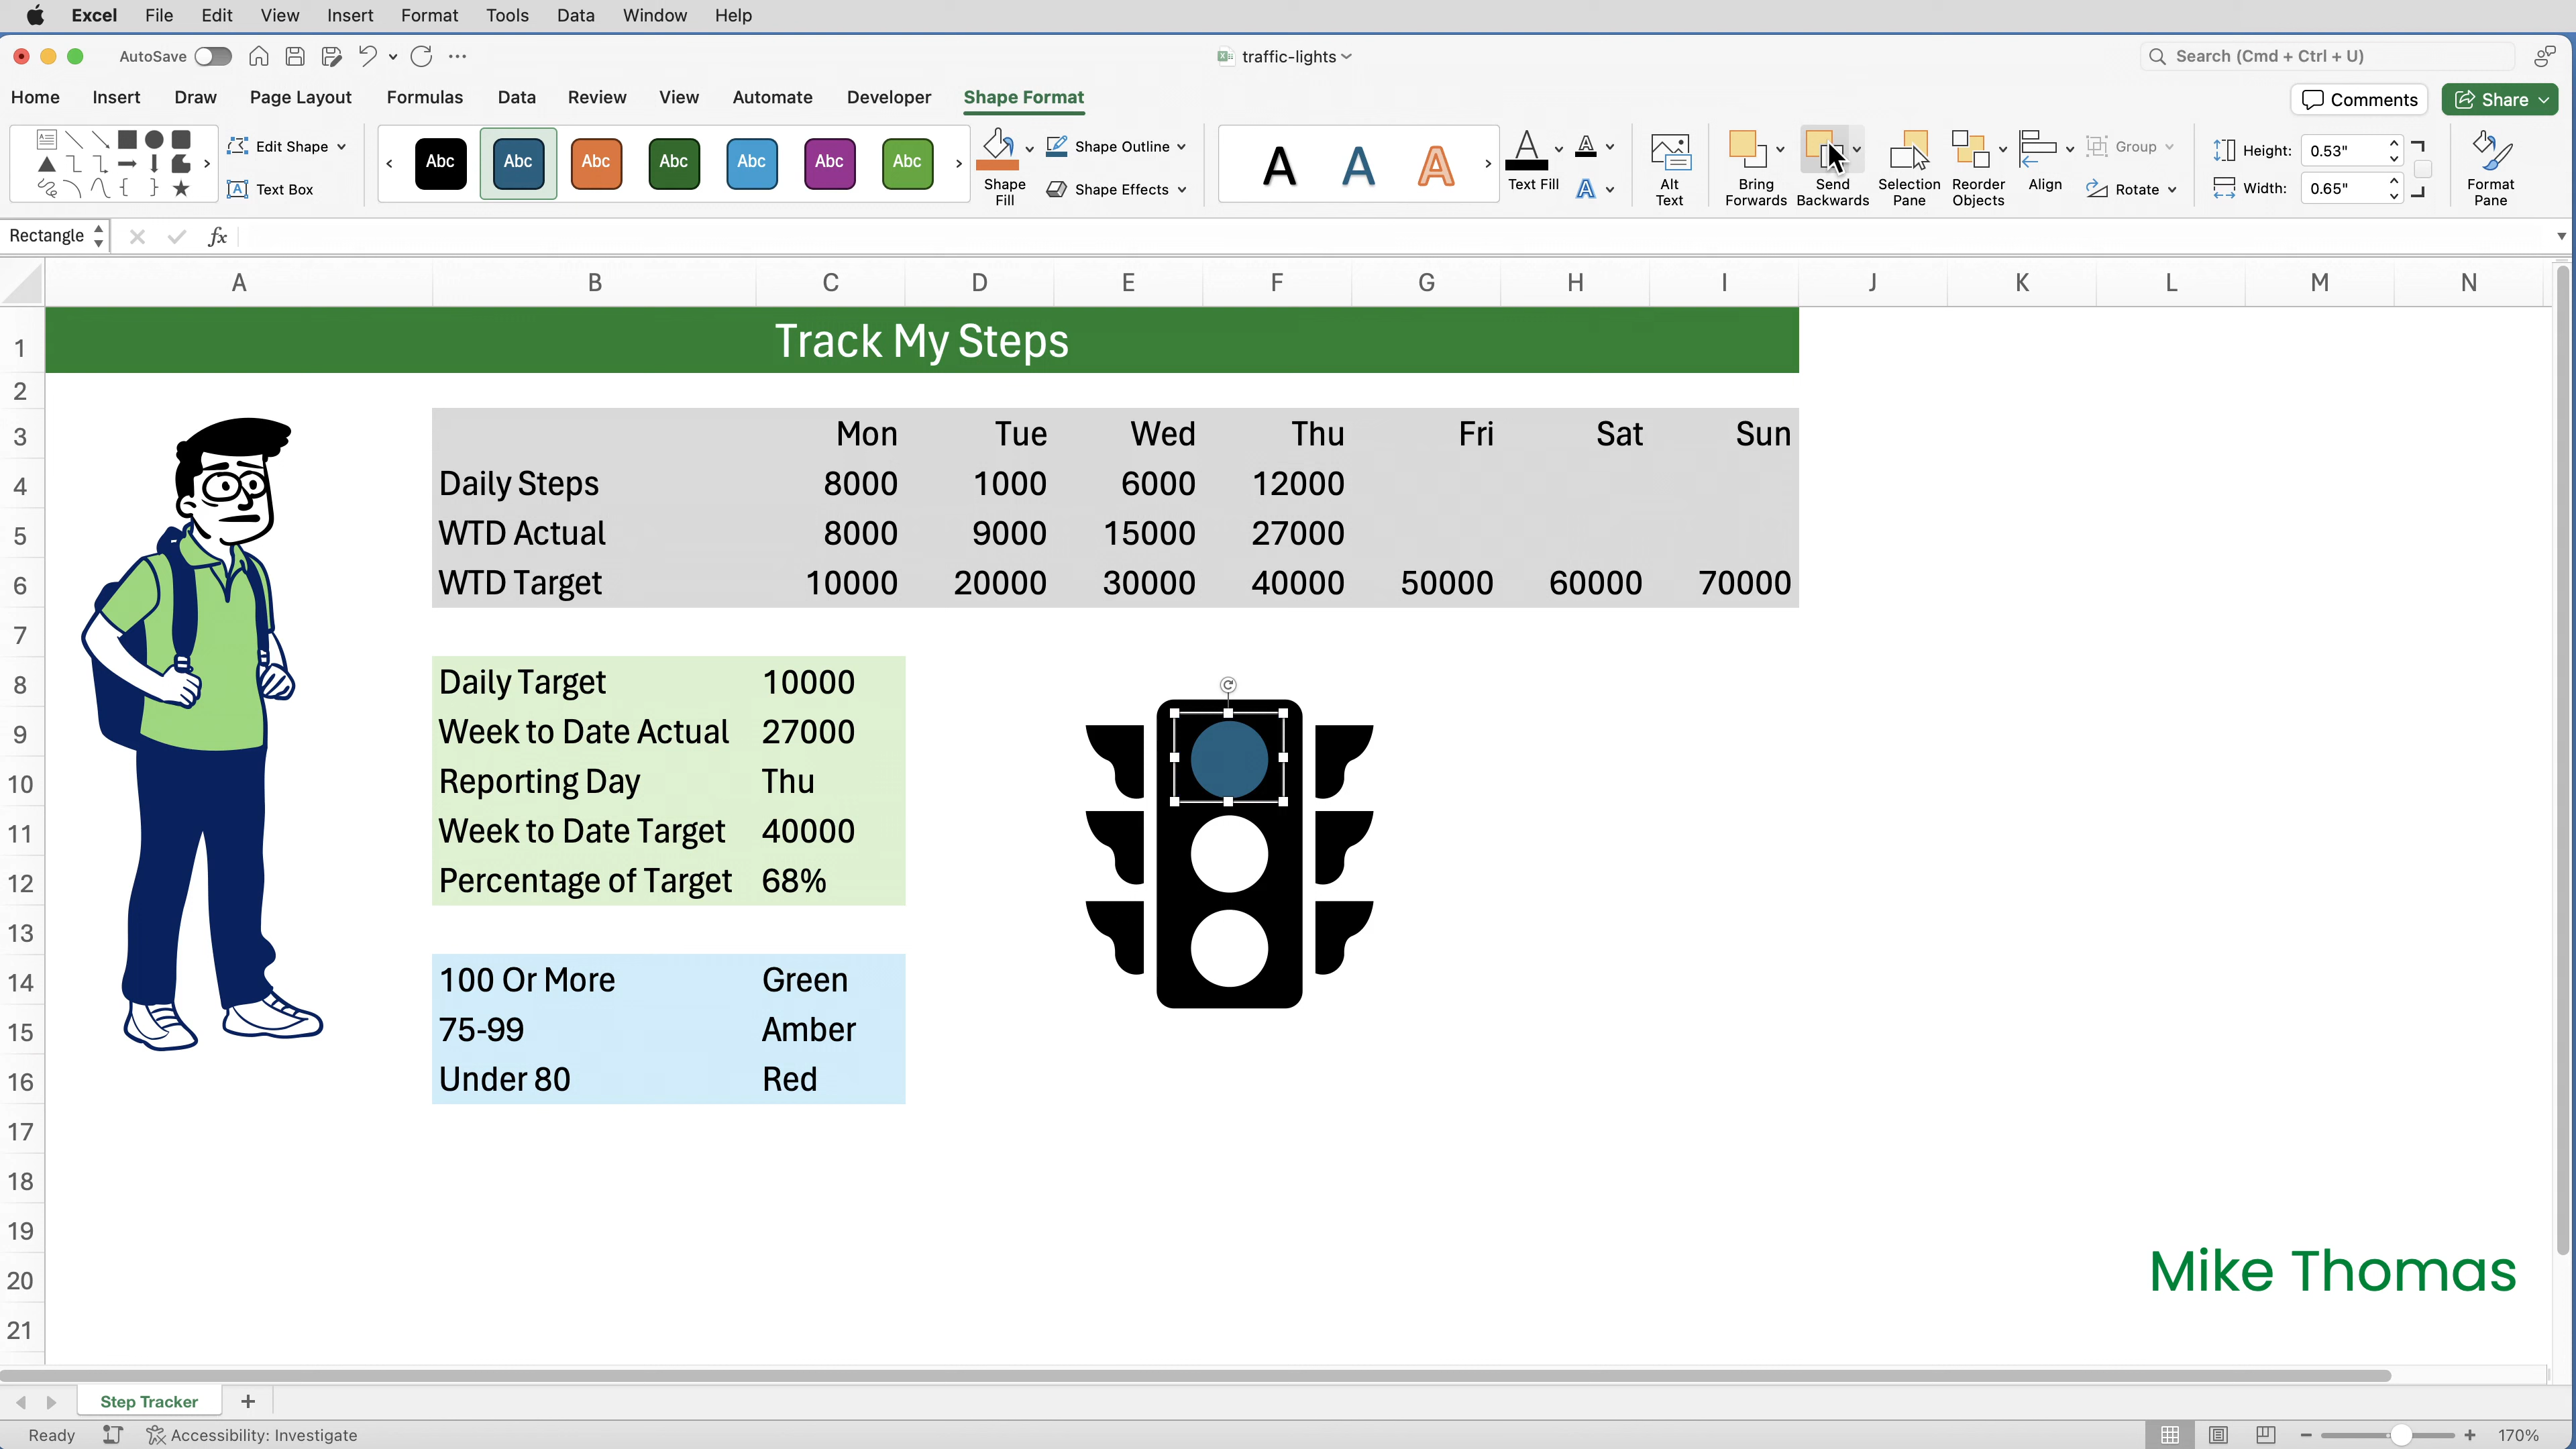 Excel File Edit View Insert Format Tools Data Window Help
AutoSave traffic-lights Search (Cmd + Ctrl + U)
Home Insert Draw Page Layout Formulas Data Review View Automate Developer Shape Format Comments Share
Edit Shape Text Box
Abc Abc Abc Abc Abc Abc Abc
Shape Fill
Shape Outline
Shape Effects
A A A
Text Fill
Alt Text
Bring Forwards
Send Backwards
Selection Pane
Reorder Objects
Align
Group
Rotate
Height: 0.53"
Width: 0.65"
Format Pane
Rectangle fx
A B C D E F G H I J K L M N
1 Track My Steps
2
3 Mon Tue Wed Thu Fri Sat Sun
4 Daily Steps 8000 1000 6000 12000
5 WTD Actual 8000 9000 15000 27000
6 WTD Target 10000 20000 30000 40000 50000 60000 70000
7
8 Daily Target 10000
9 Week to Date Actual 27000
10 Reporting Day Thu
11 Week to Date Target 40000
12 Percentage of Target 68%
13
14 100 Or More Green
15 75-99 Amber
16 Under 80 Red
17
18
19
20 Mike Thomas
21
Step Tracker
Ready Accessibility: Investigate 170%